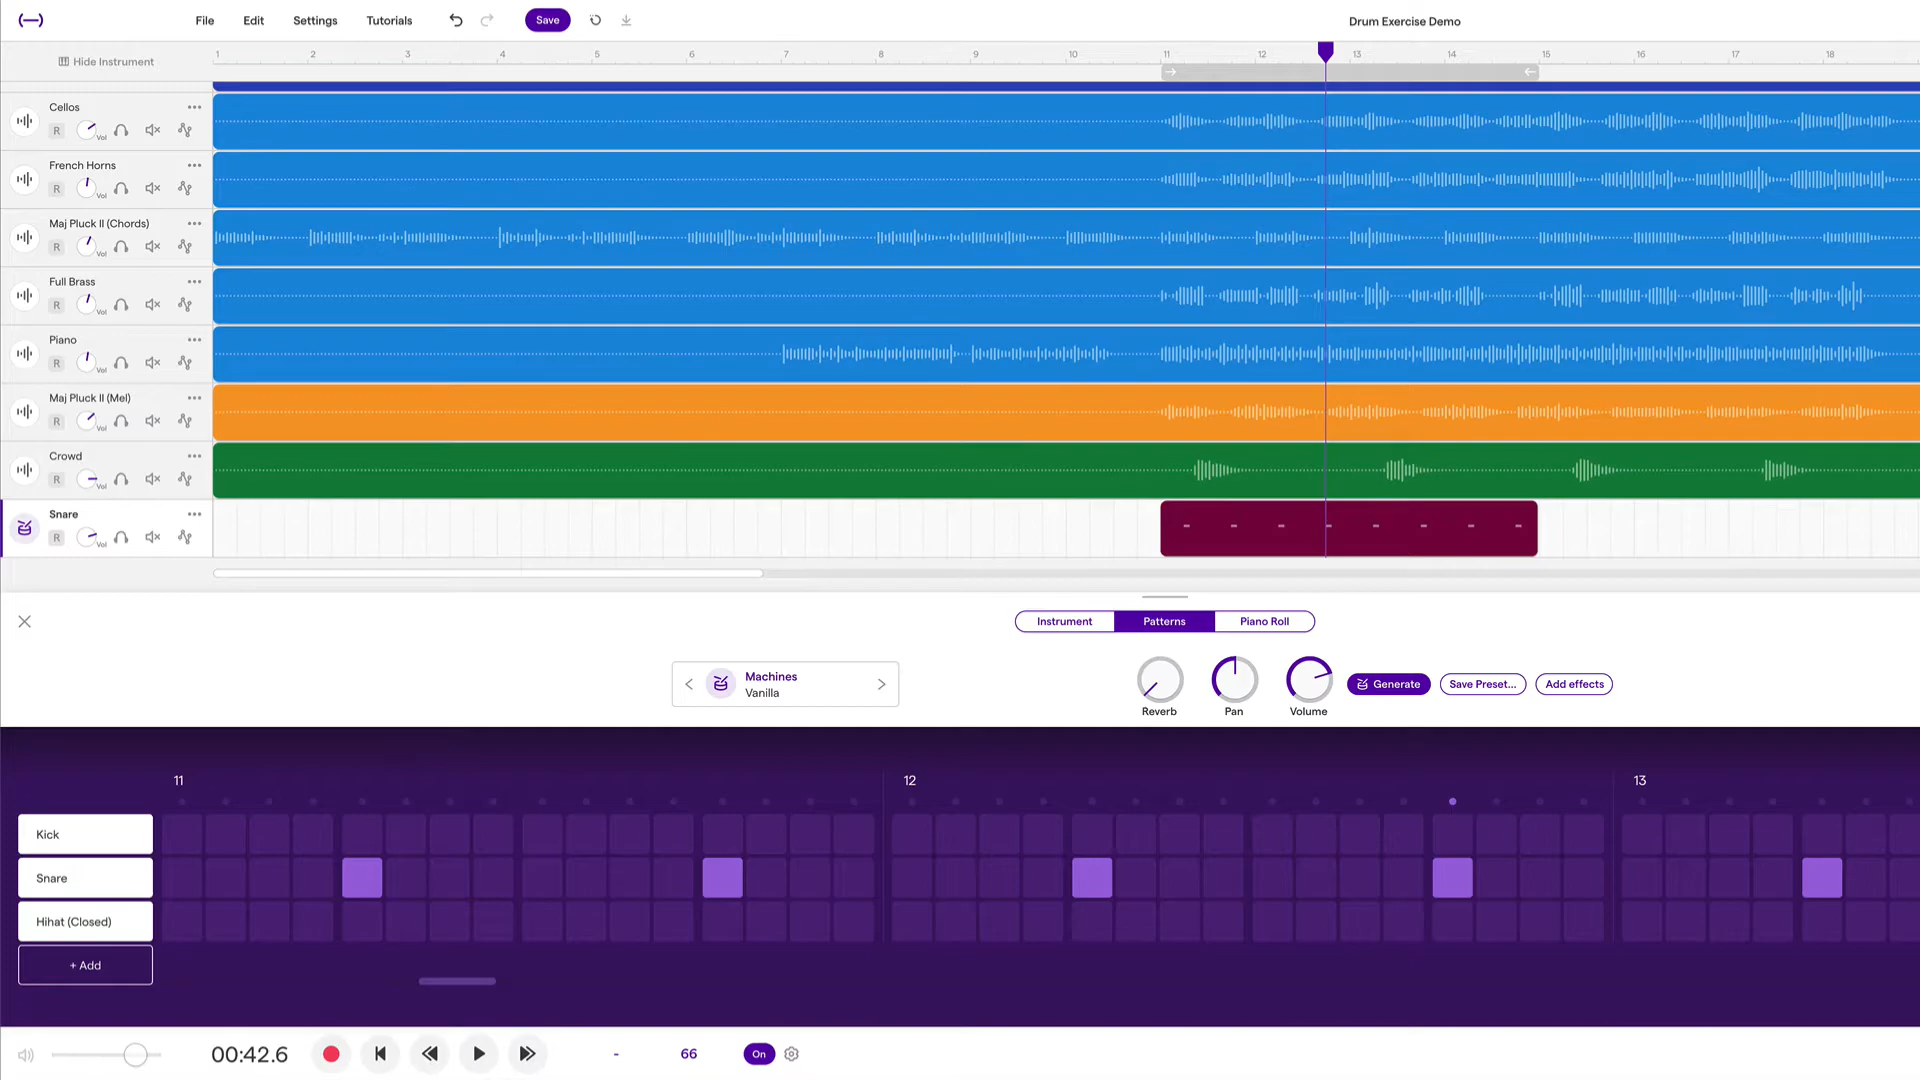 File Edit Settings Tutorials Save Drum Exercise Demo
Hide Instrument 1 2 3 4 5 6 7 8 9 10 11 12 13 14 15 16 17 18
Cellos
R Vol
French Horns
R Vol
Maj Pluck II (Chords)
R Vol
Full Brass
R Vol
Piano
R Vol
Maj Pluck II (Mel)
R Vol
Crowd
R Vol
Snare
R Vol
Instrument Patterns Piano Roll
Machines
Vanilla
Generate Save Preset... Add effects
Reverb Pan Volume
11 12 13
Kick
Snare
Hihat (Closed)
+ Add
00:42.6 - 66 On